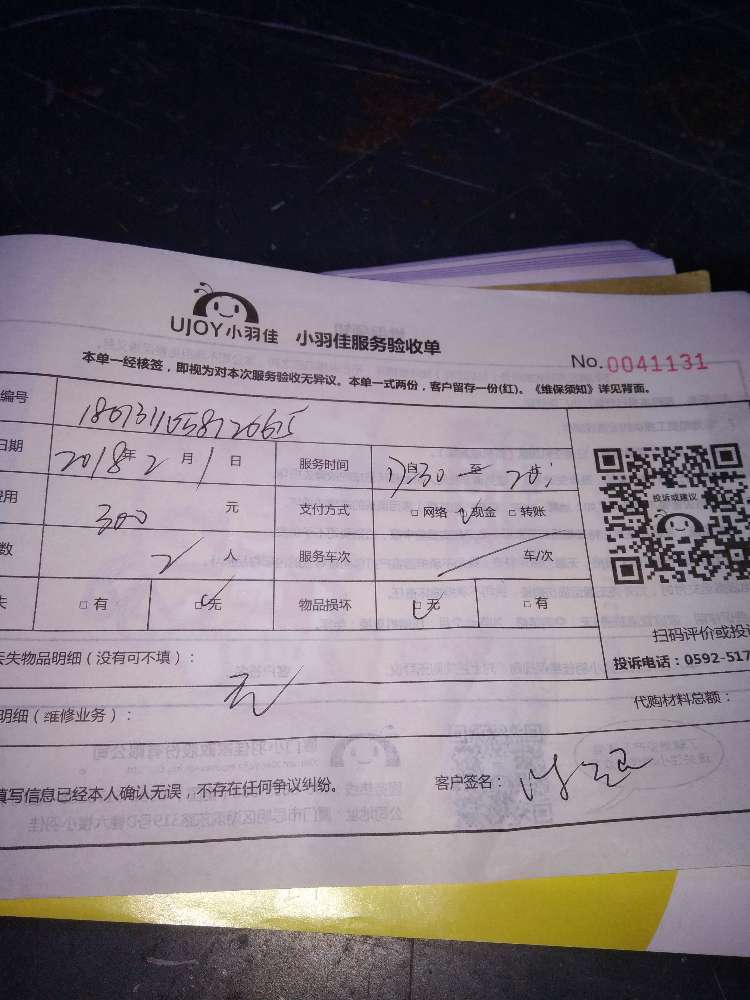 UJOY小羽佳 小羽佳服务验收单
No.0041131
本单一经核签，即视为对本次服务验收无异议。本单一式两份，客户留存一份(红)。《维保须知》详见背面。
编号
日期 2018年2月1日 服务时间 自 30 至
用 300 元 支付方式 □网络 现金 □转账
投诉或建议
数 2 人 服务车次 车/次
失 □有 □无 物品损坏 □无 □有
扫码评价或投
投诉电话：0592-517
丢失物品明细（没有可不填）：
无
明细（维修业务）：
代购材料总额：
填写信息已经本人确认无误，不存在任何争议纠纷。
客户签名：